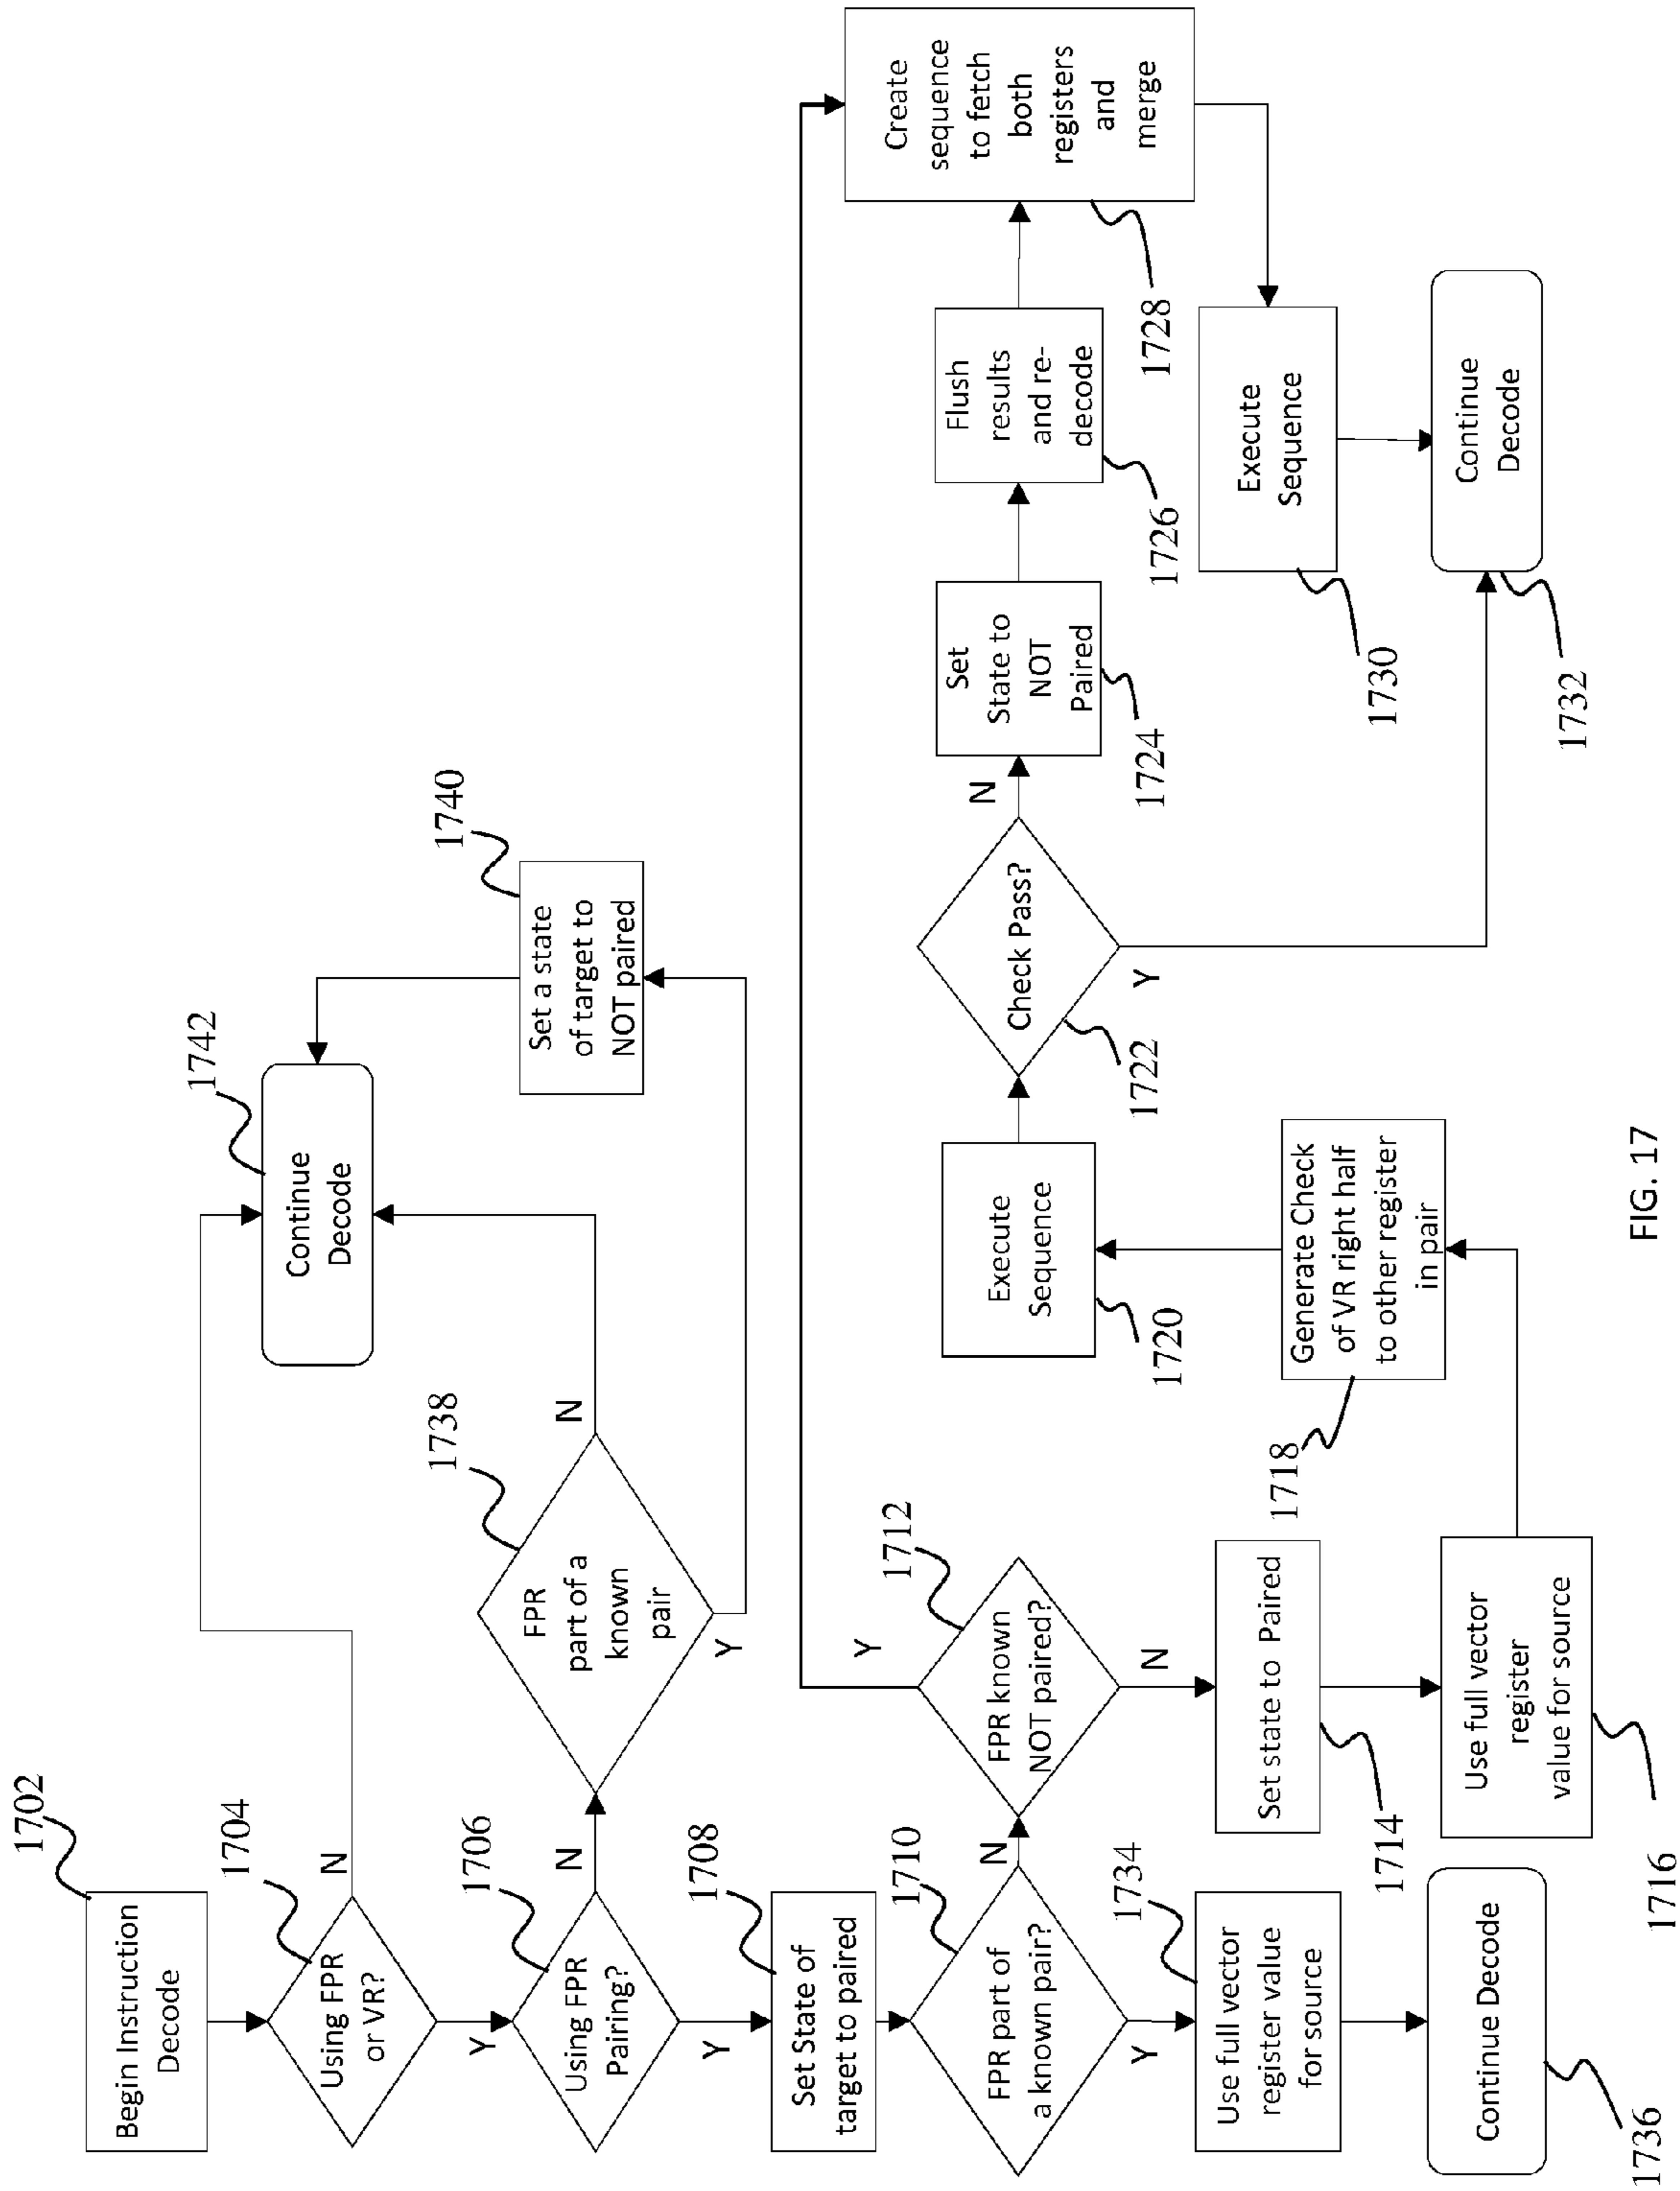 1702
Begin Instruction
Decode
1704
Using FPR
or VR?
N
Y
1706
Using FPR
Pairing?
N
Y
1738
FPR
part of a
known
pair
N
Y
1742
Continue
Decode
1740
Set a state
of target to
NOT paired
1708
Set State of
target to paired
1710
FPR part of
a known pair?
N
Y
1734
Use full vector
register value
for source
Continue Decode
1736
1712
FPR known
NOT paired?
Y
N
Set state to Paired
1714
Use full vector
register
value for source
1716
Generate Check
of VR right half
to other register
in pair
1718
Execute
Sequence
1720
Check Pass?
1722
N
Y
Set
State to
NOT
Paired
1724
Flush
results
and re-
decode
1726
Create
sequence
to fetch
both
registers
and
merge
1728
Execute
Sequence
1730
Continue
Decode
1732
FIG. 17